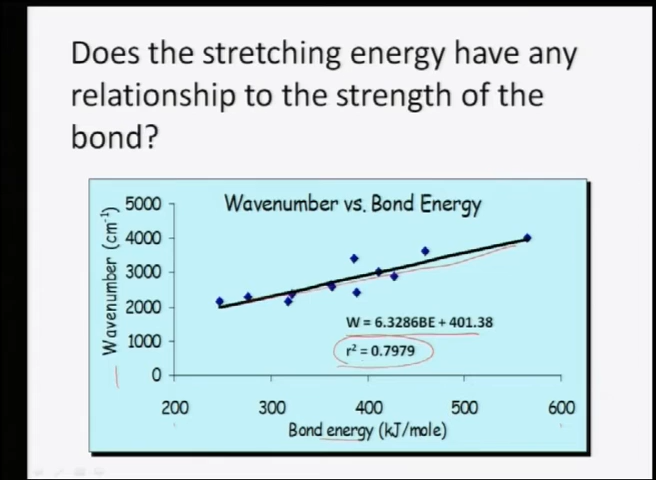 Does the stretching energy have any
relationship to the strength of the
bond?
Wavenumber vs. Bond Energy
Wavenumber (cm⁻¹)
5000
4000
3000
2000
1000
0
W = 6.3286BE + 401.38
r² = 0.7979
200 300 400 500 600
Bond energy (kJ/mole)